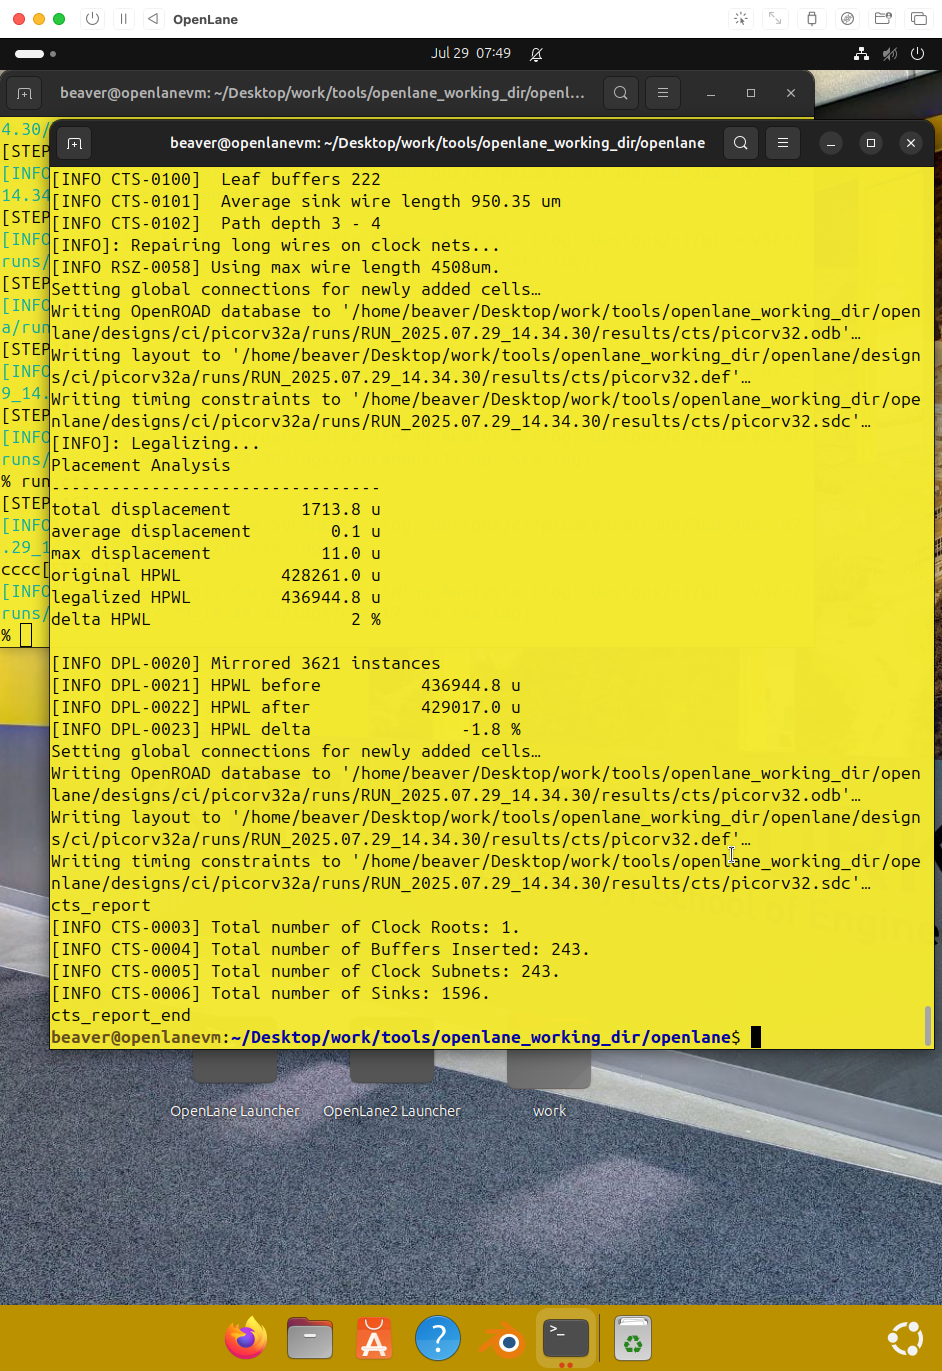 OpenLane
Jul 29 07:49
beaver@openlanevm: ~/Desktop/work/tools/openlane_working_dir/openl…
4.30/
[STEP
[INFO
14.34
[STEP
[INFO
runs/
[STEP
[INFO
a/run
[STEP
[INFO
9_14.
[STEP
[INFO
runs/
% run
[STEP
[INFO
.29_1
cccc[
[INFO
runs/
%
beaver@openlanevm: ~/Desktop/work/tools/openlane_working_dir/openlane
[INFO CTS-0100]  Leaf buffers 222
[INFO CTS-0101]  Average sink wire length 950.35 um
[INFO CTS-0102]  Path depth 3 - 4
[INFO]: Repairing long wires on clock nets...
[INFO RSZ-0058] Using max wire length 4508um.
Setting global connections for newly added cells…
Writing OpenROAD database to '/home/beaver/Desktop/work/tools/openlane_working_dir/open
lane/designs/ci/picorv32a/runs/RUN_2025.07.29_14.34.30/results/cts/picorv32.odb'…
Writing layout to '/home/beaver/Desktop/work/tools/openlane_working_dir/openlane/design
s/ci/picorv32a/runs/RUN_2025.07.29_14.34.30/results/cts/picorv32.def'…
Writing timing constraints to '/home/beaver/Desktop/work/tools/openlane_working_dir/ope
nlane/designs/ci/picorv32a/runs/RUN_2025.07.29_14.34.30/results/cts/picorv32.sdc'…
[INFO]: Legalizing...
Placement Analysis
---------------------------------
total displacement       1713.8 u
average displacement        0.1 u
max displacement           11.0 u
original HPWL          428261.0 u
legalized HPWL         436944.8 u
delta HPWL                    2 %
[INFO DPL-0020] Mirrored 3621 instances
[INFO DPL-0021] HPWL before          436944.8 u
[INFO DPL-0022] HPWL after           429017.0 u
[INFO DPL-0023] HPWL delta               -1.8 %
Setting global connections for newly added cells…
Writing OpenROAD database to '/home/beaver/Desktop/work/tools/openlane_working_dir/open
lane/designs/ci/picorv32a/runs/RUN_2025.07.29_14.34.30/results/cts/picorv32.odb'…
Writing layout to '/home/beaver/Desktop/work/tools/openlane_working_dir/openlane/design
s/ci/picorv32a/runs/RUN_2025.07.29_14.34.30/results/cts/picorv32.def'…
Writing timing constraints to '/home/beaver/Desktop/work/tools/openlane_working_dir/ope
nlane/designs/ci/picorv32a/runs/RUN_2025.07.29_14.34.30/results/cts/picorv32.sdc'…
cts_report
[INFO CTS-0003] Total number of Clock Roots: 1.
[INFO CTS-0004] Total number of Buffers Inserted: 243.
[INFO CTS-0005] Total number of Clock Subnets: 243.
[INFO CTS-0006] Total number of Sinks: 1596.
cts_report_end
beaver@openlanevm:~/Desktop/work/tools/openlane_working_dir/openlane$
OpenLane Launcher
OpenLane2 Launcher
work